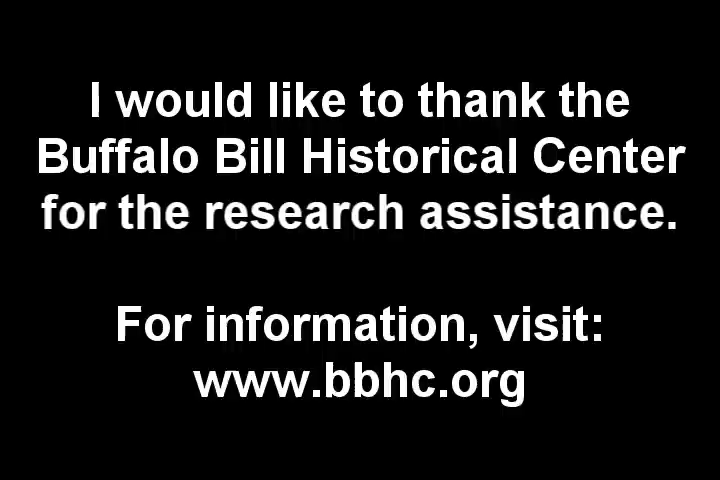 I would like to thank the
Buffalo Bill Historical Center
for the research assistance.
For information, visit:
www.bbhc.org